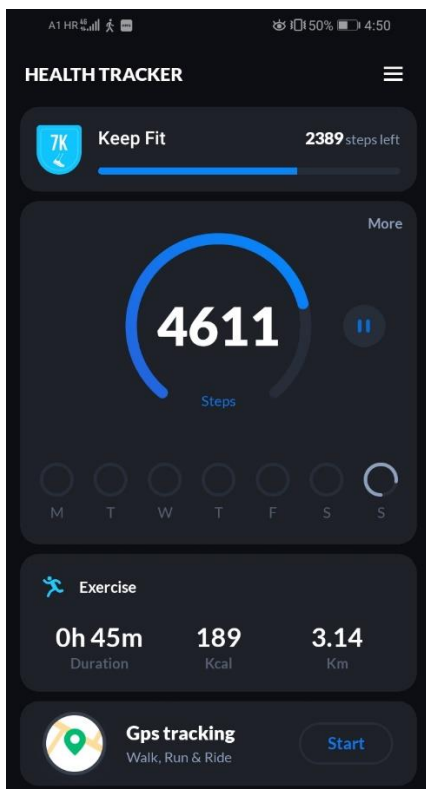 A1 HR 50% 4:50
HEALTH TRACKER
7K Keep Fit 2389 steps left
More
4611
Steps
M T W T F S S
Exercise
0h 45m 189 3.14
Duration Kcal Km
Gps tracking
Walk, Run & Ride
Start